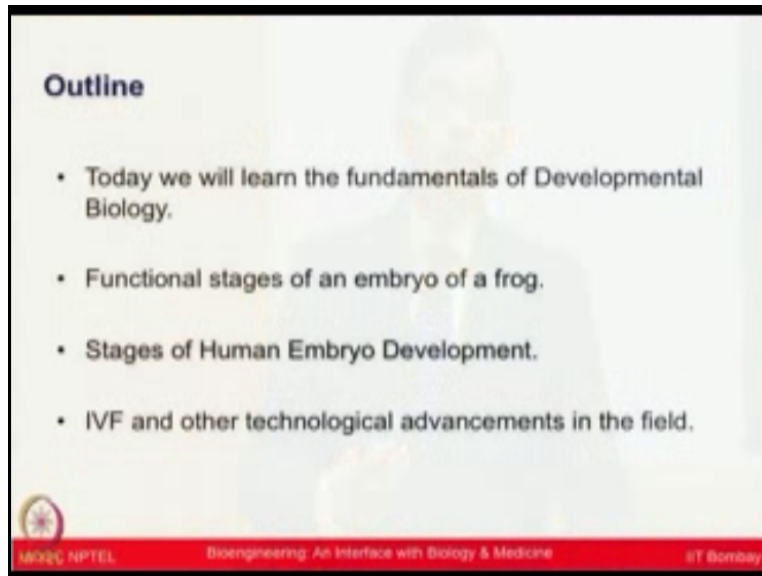 Outline
• Today we will learn the fundamentals of Developmental
Biology.
• Functional stages of an embryo of a frog.
• Stages of Human Embryo Development.
• IVF and other technological advancements in the field.
NPTEL
Bioengineering: An Interface with Biology & Medicine
IIT Bombay